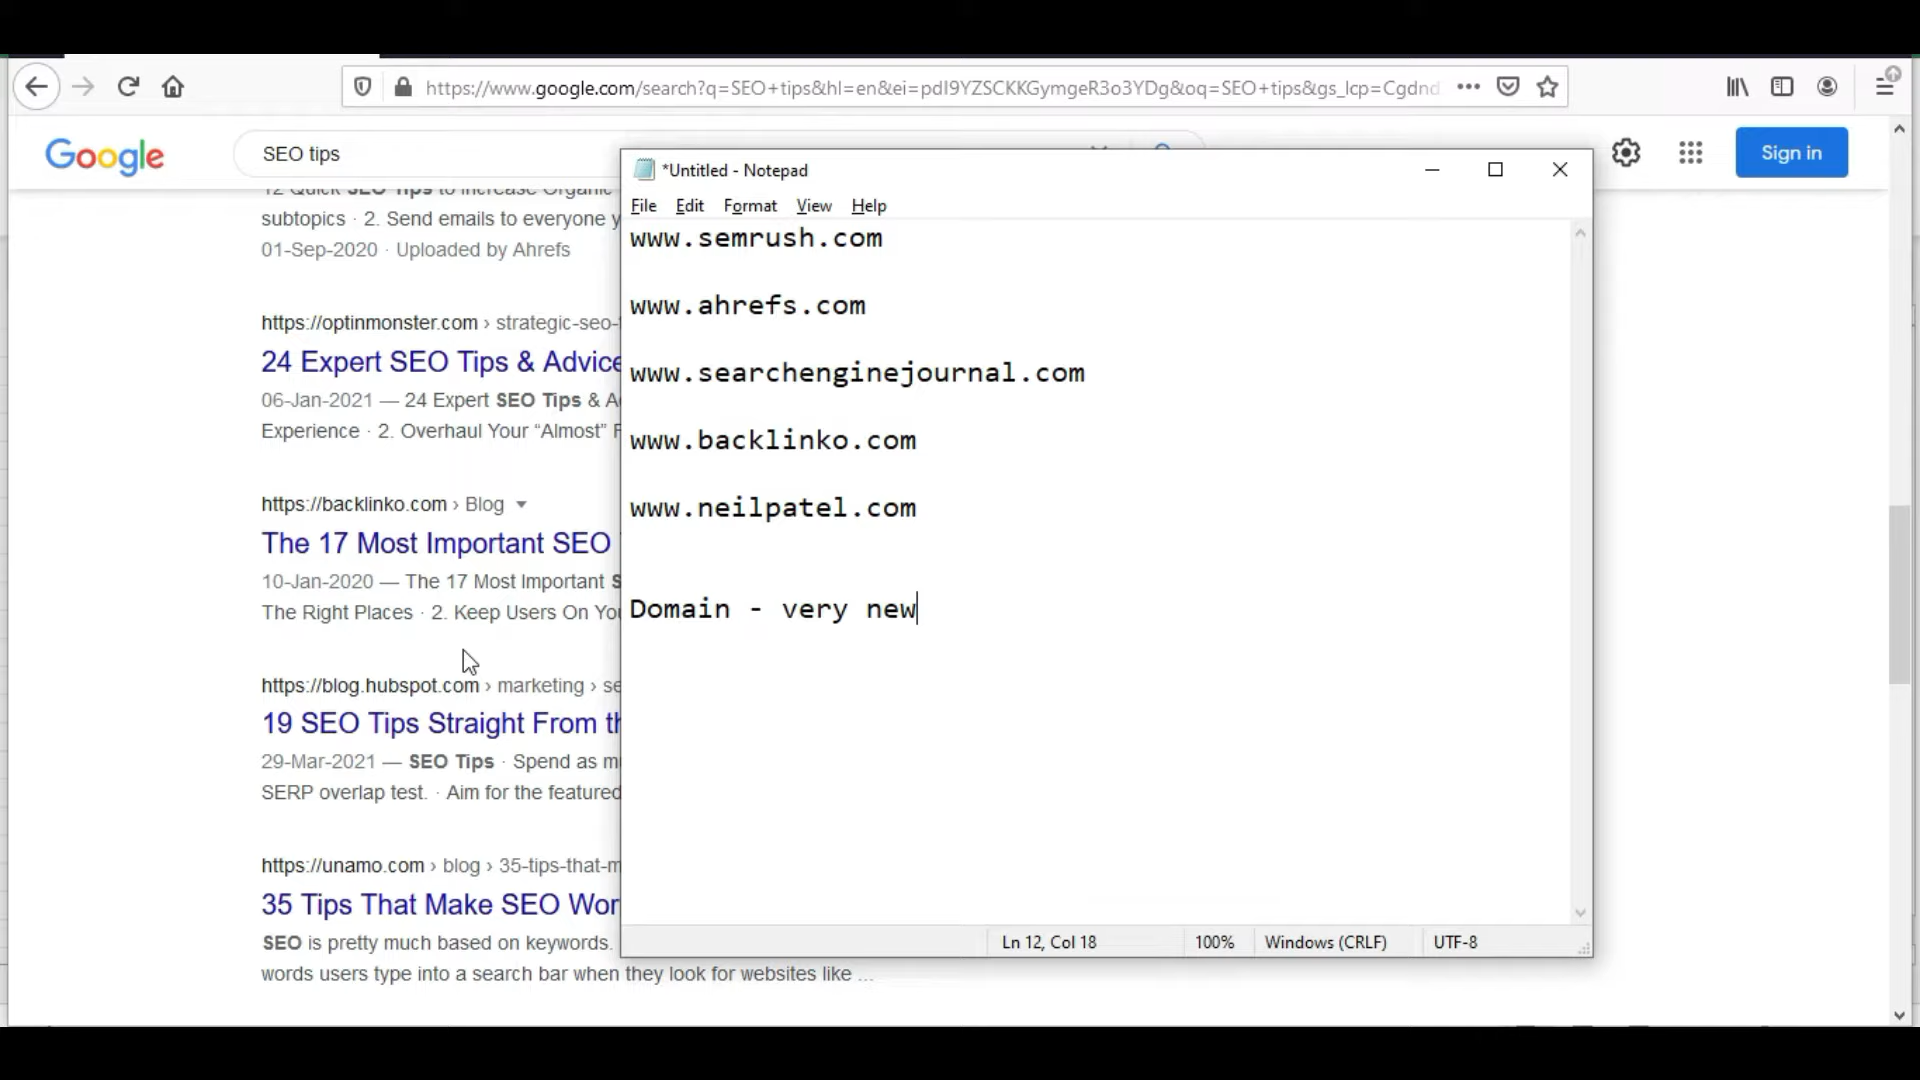 https://www.google.com/search?q=SEO+tips&hl=en&ei=pdI9YZSCKKGymgeR3o3YDg&oq=SEO+tips&gs_lcp=Cgdnd
Google
SEO tips
Sign in
12 Quick SEO Tips to Increase Organic
subtopics · 2. Send emails to everyone y
01-Sep-2020 · Uploaded by Ahrefs
https://optinmonster.com › strategic-seo-
24 Expert SEO Tips & Advice
06-Jan-2021 — 24 Expert SEO Tips & A
Experience · 2. Overhaul Your “Almost” F
https://backlinko.com › Blog
The 17 Most Important SEO
10-Jan-2020 — The 17 Most Important S
The Right Places · 2. Keep Users On You
https://blog.hubspot.com › marketing › se
19 SEO Tips Straight From th
29-Mar-2021 — SEO Tips · Spend as m
SERP overlap test. · Aim for the featured
https://unamo.com › blog › 35-tips-that-m
35 Tips That Make SEO Wor
SEO is pretty much based on keywords.
words users type into a search bar when they look for websites like ...
*Untitled - Notepad
File Edit Format View Help
www.semrush.com
www.ahrefs.com
www.searchenginejournal.com
www.backlinko.com
www.neilpatel.com
Domain - very new
Ln 12, Col 18 100% Windows (CRLF) UTF-8